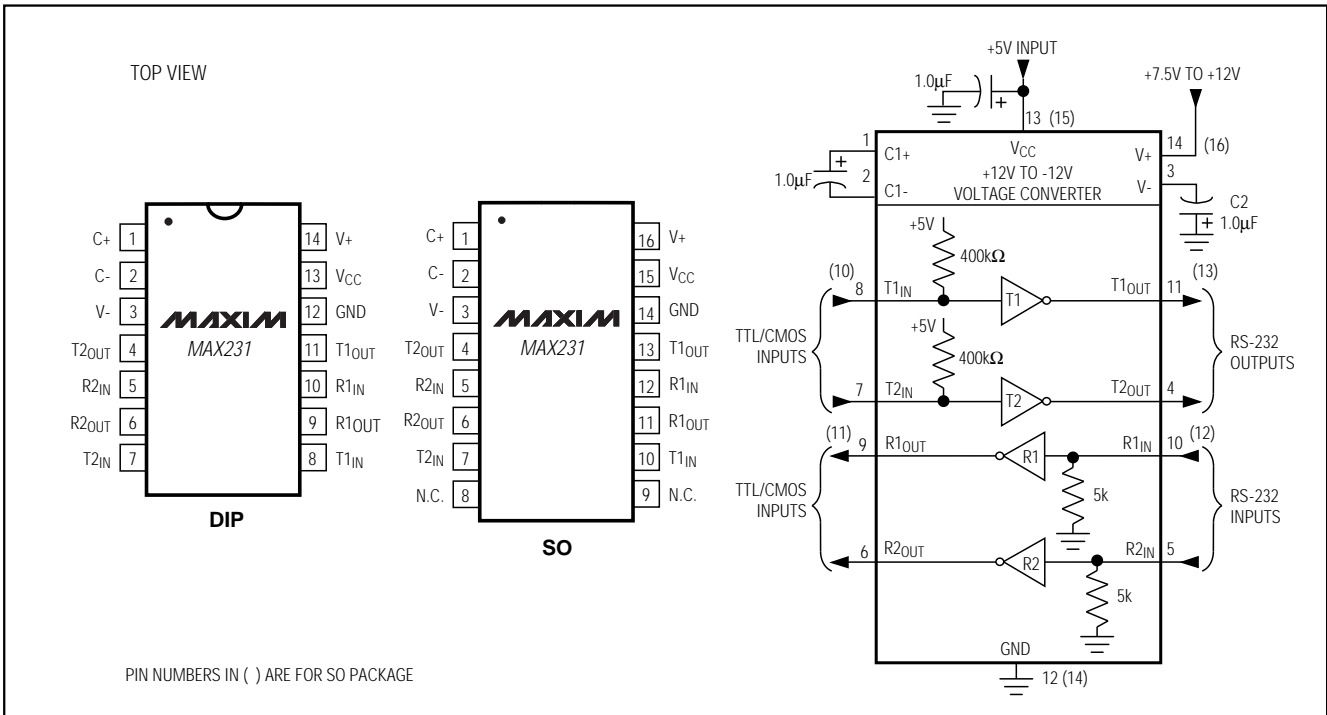 TOP VIEW
C+ 1
C- 2
V- 3
T2OUT 4
R2IN 5
R2OUT 6
T2IN 7
14 V+
13 VCC
12 GND
11 T1OUT
10 R1IN
9 R1OUT
8 T1IN
MAXIM
MAX231
DIP
C+ 1
C- 2
V- 3
T2OUT 4
R2IN 5
R2OUT 6
T2IN 7
N.C. 8
16 V+
15 VCC
14 GND
13 T1OUT
12 R1IN
11 R1OUT
10 T1IN
9 N.C.
MAXIM
MAX231
SO
+5V INPUT
1.0µF
+
+7.5V TO +12V
13 (15)
1
C1+
VCC
V+
14
(16)
+
1.0µF
2
C1-
+12V TO -12V
VOLTAGE CONVERTER
V-
3
C2
+
1.0µF
+5V
400kΩ
(10)
8
T1IN
T1
T1OUT
11
(13)
TTL/CMOS
INPUTS
+5V
400kΩ
RS-232
OUTPUTS
7
T2IN
T2
T2OUT
4
(11)
9
R1OUT
R1
R1IN
10
(12)
TTL/CMOS
INPUTS
5k
RS-232
INPUTS
6
R2OUT
R2
R2IN
5
5k
GND
12 (14)
PIN NUMBERS IN ( ) ARE FOR SO PACKAGE